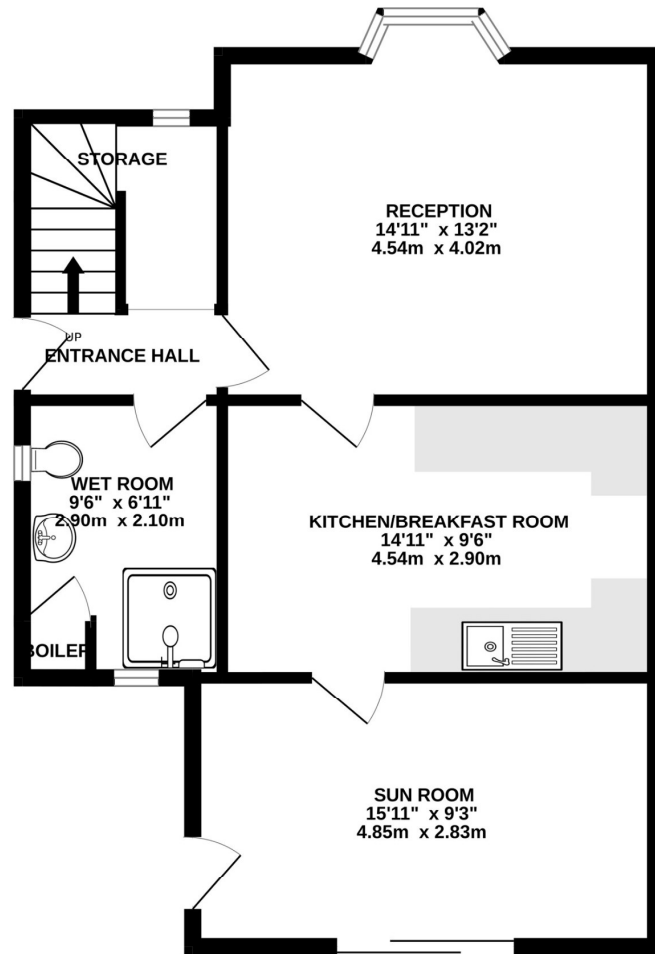 STORAGE
RECEPTION
14'11" x 13'2"
4.54m x 4.02m
UP
ENTRANCE HALL
WET ROOM
9'6" x 6'11"
2.90m x 2.10m
KITCHEN/BREAKFAST ROOM
14'11" x 9'6"
4.54m x 2.90m
BOILER
SUN ROOM
15'11" x 9'3"
4.85m x 2.83m